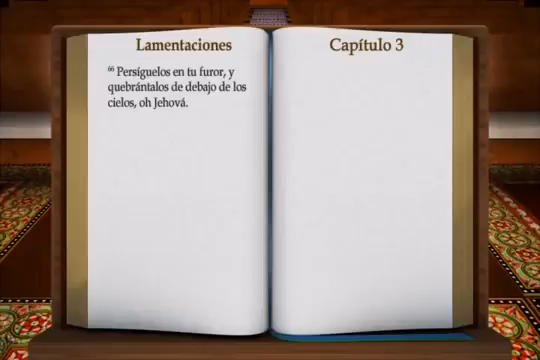 Lamentaciones
Capítulo 3
66 Persíguelos en tu furor, y
quebrántalos de debajo de los
cielos, oh Jehová.